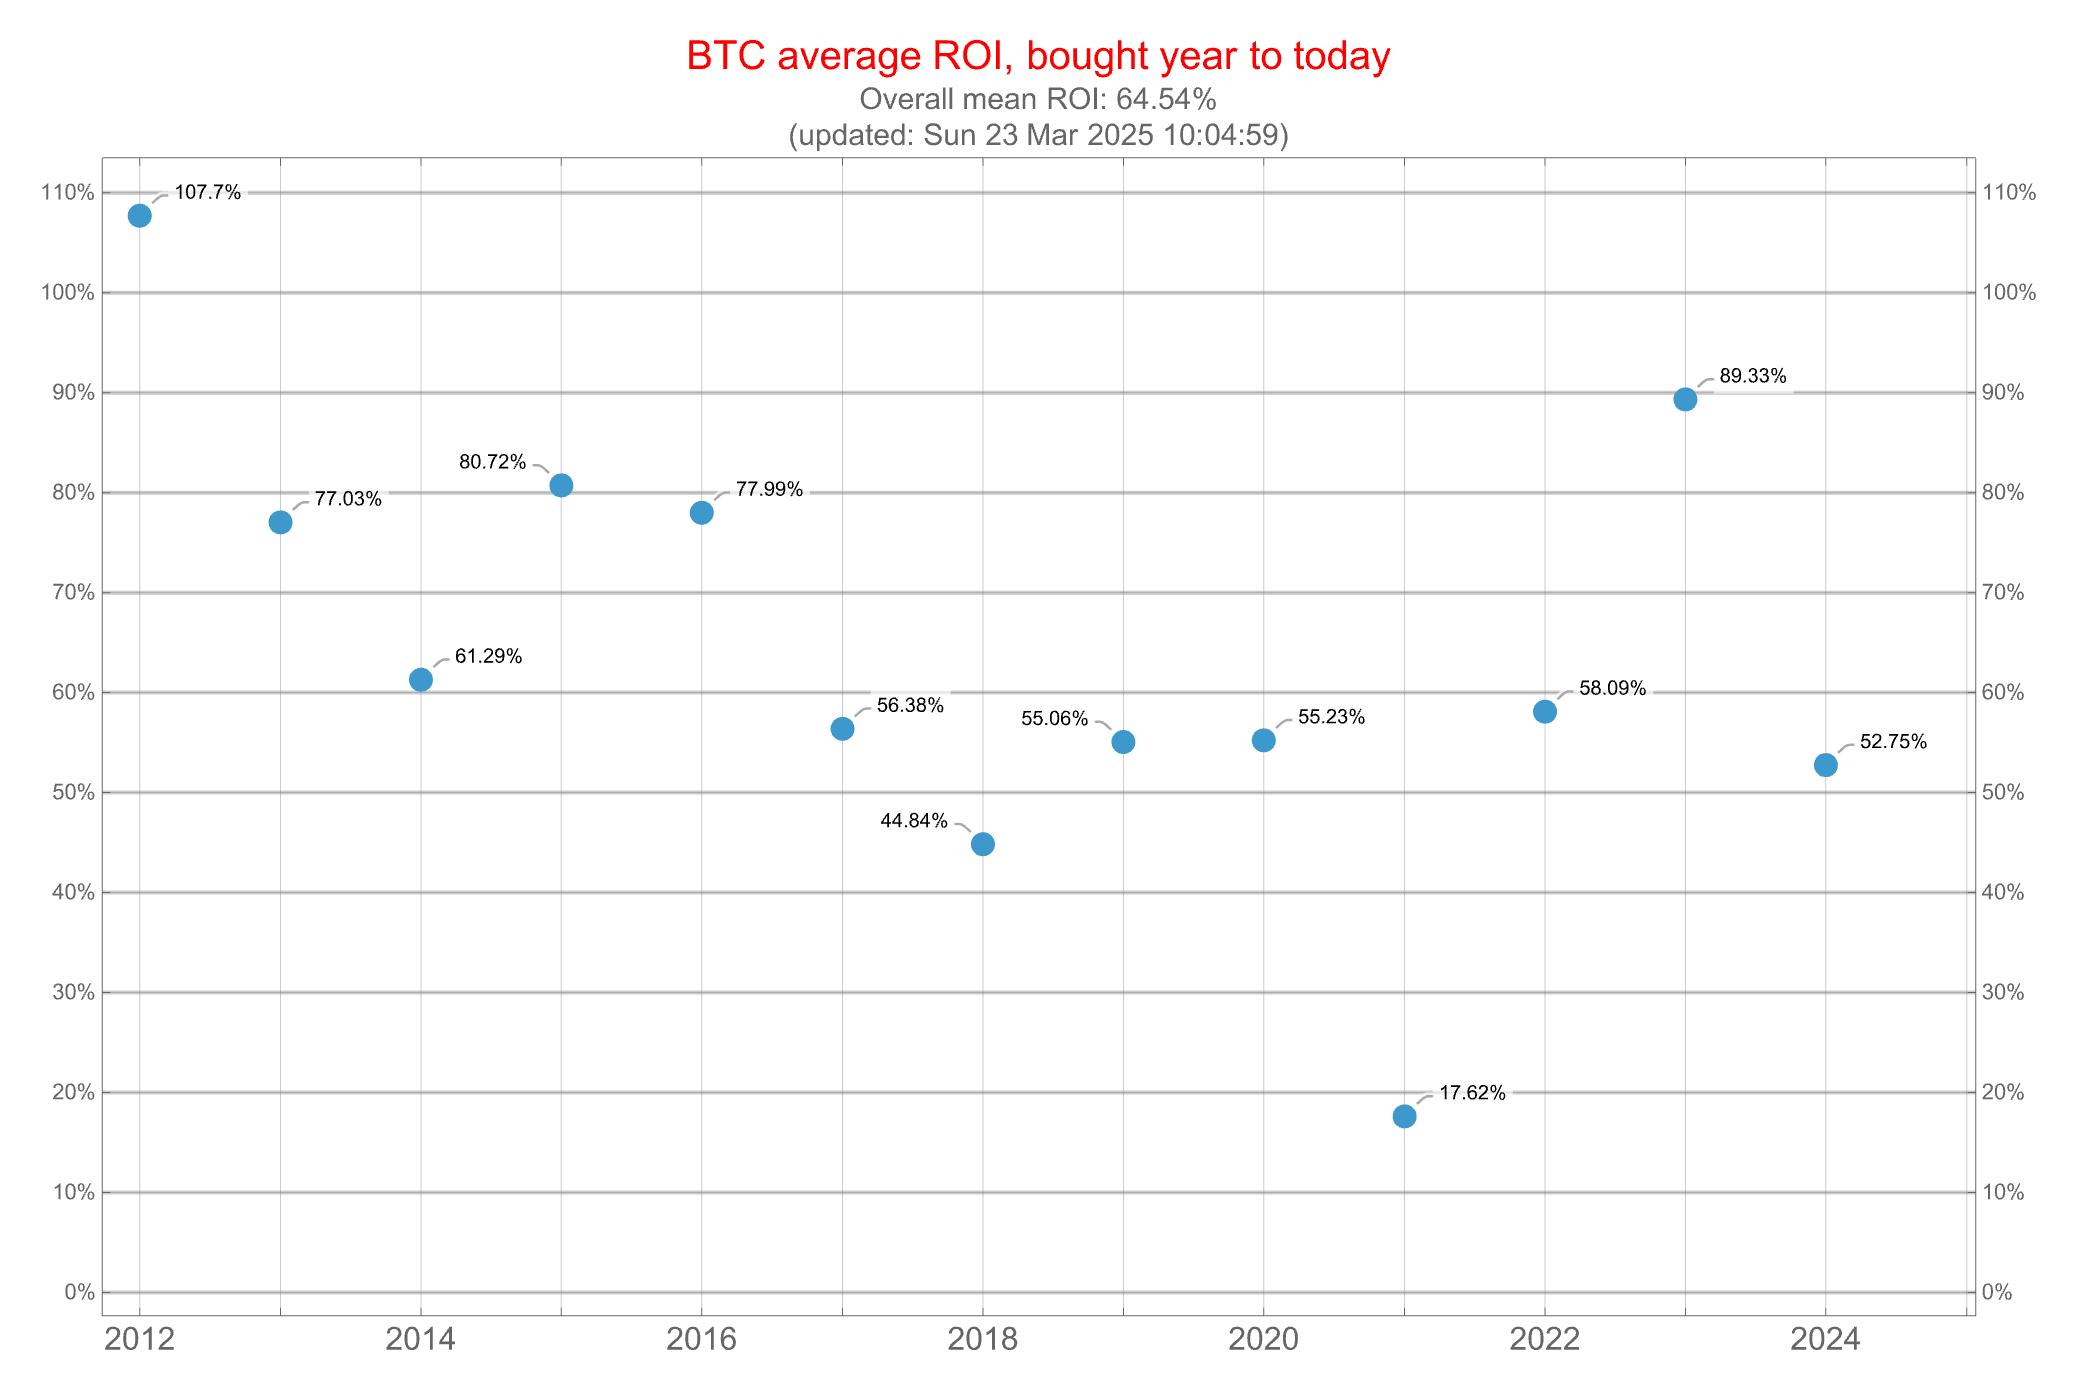 BTC average ROI, bought year to today
Overall mean ROI: 64.54%
(updated: Sun 23 Mar 2025 10:04:59)
110% 107.7% 110%
100% 100%
89.33%
90% 90%
80.72%
80% 77.99% 80%
77.03%
70% 70%
61.29%
60% 58.09% 60%
56.38%
55.06% 55.23%
52.75%
50% 50%
44.84%
40% 40%
30% 30%
20% 17.62% 20%
10% 10%
0% 0%
2012 2014 2016 2018 2020 2022 2024